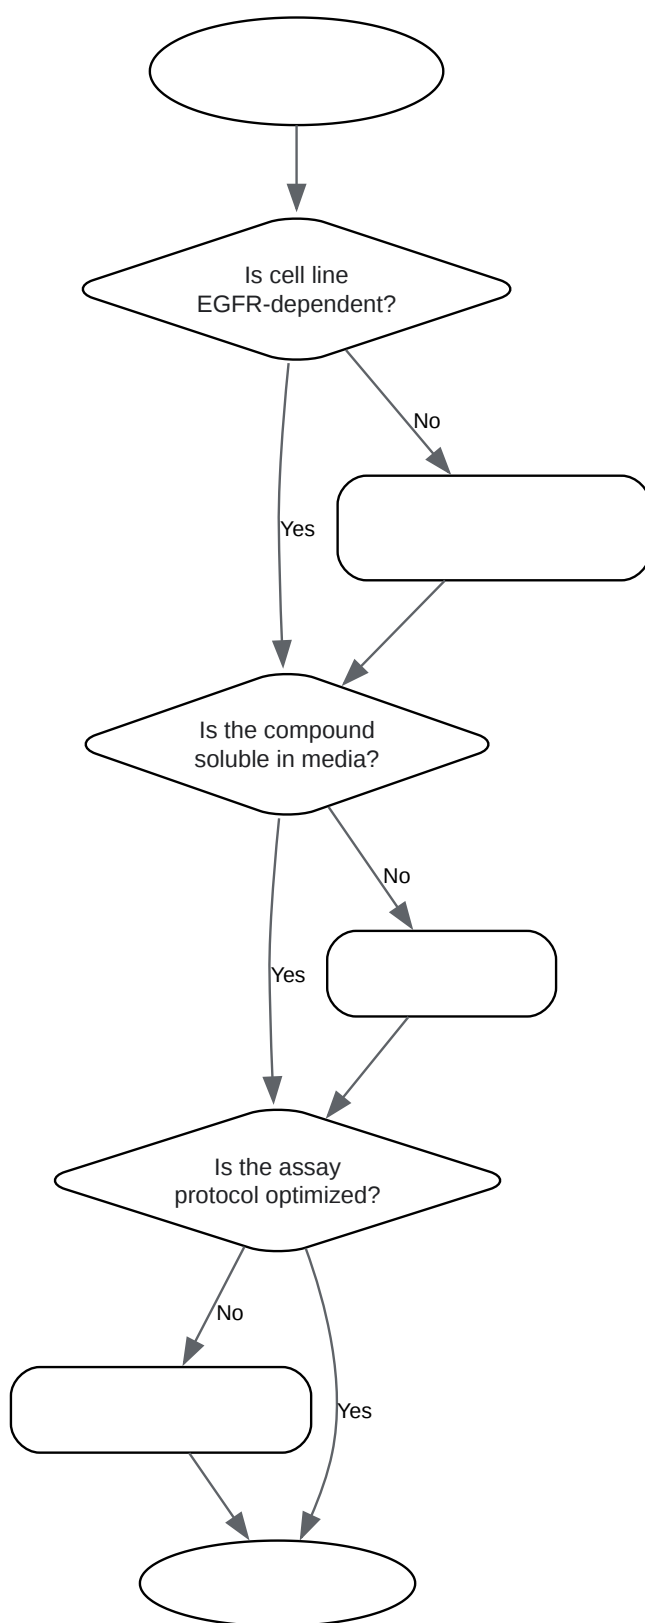 Is cell line
EGFR-dependent?
No
Yes
Is the compound
soluble in media?
No
Yes
Is the assay
protocol optimized?
No
Yes